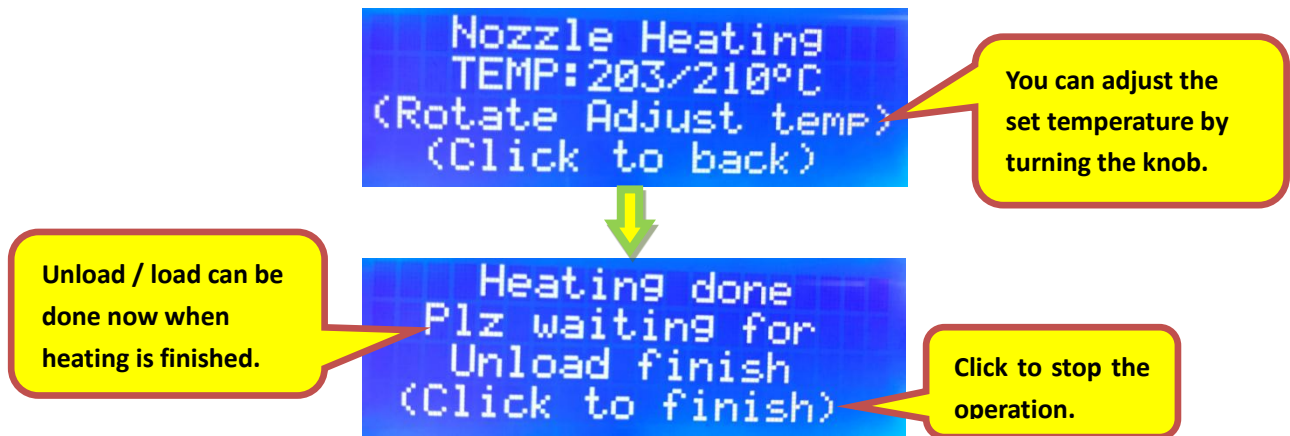 Nozzle Heating
TEMP:203/210°C
(Rotate Adjust temp)
(Click to back)
You can adjust the
set temperature by
turning the knob.
Unload / load can be
done now when
heating is finished.
Heating done
Plz waiting for
Unload finish
(Click to finish)
Click to stop the
operation.